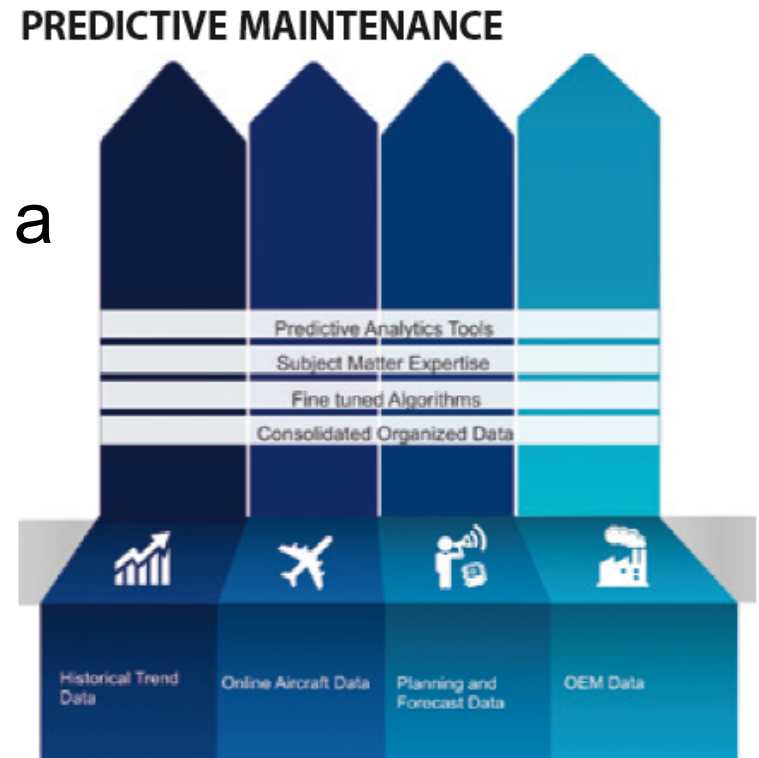 PREDICTIVE MAINTENANCE
a
Predictive Analytics Tools
Subject Matter Expertise
Fine tuned Algorithms
Consolidated Organized Data
Historical Trend
Data
Online Aircraft Data
Planning and
Forecast Data
OEM Data